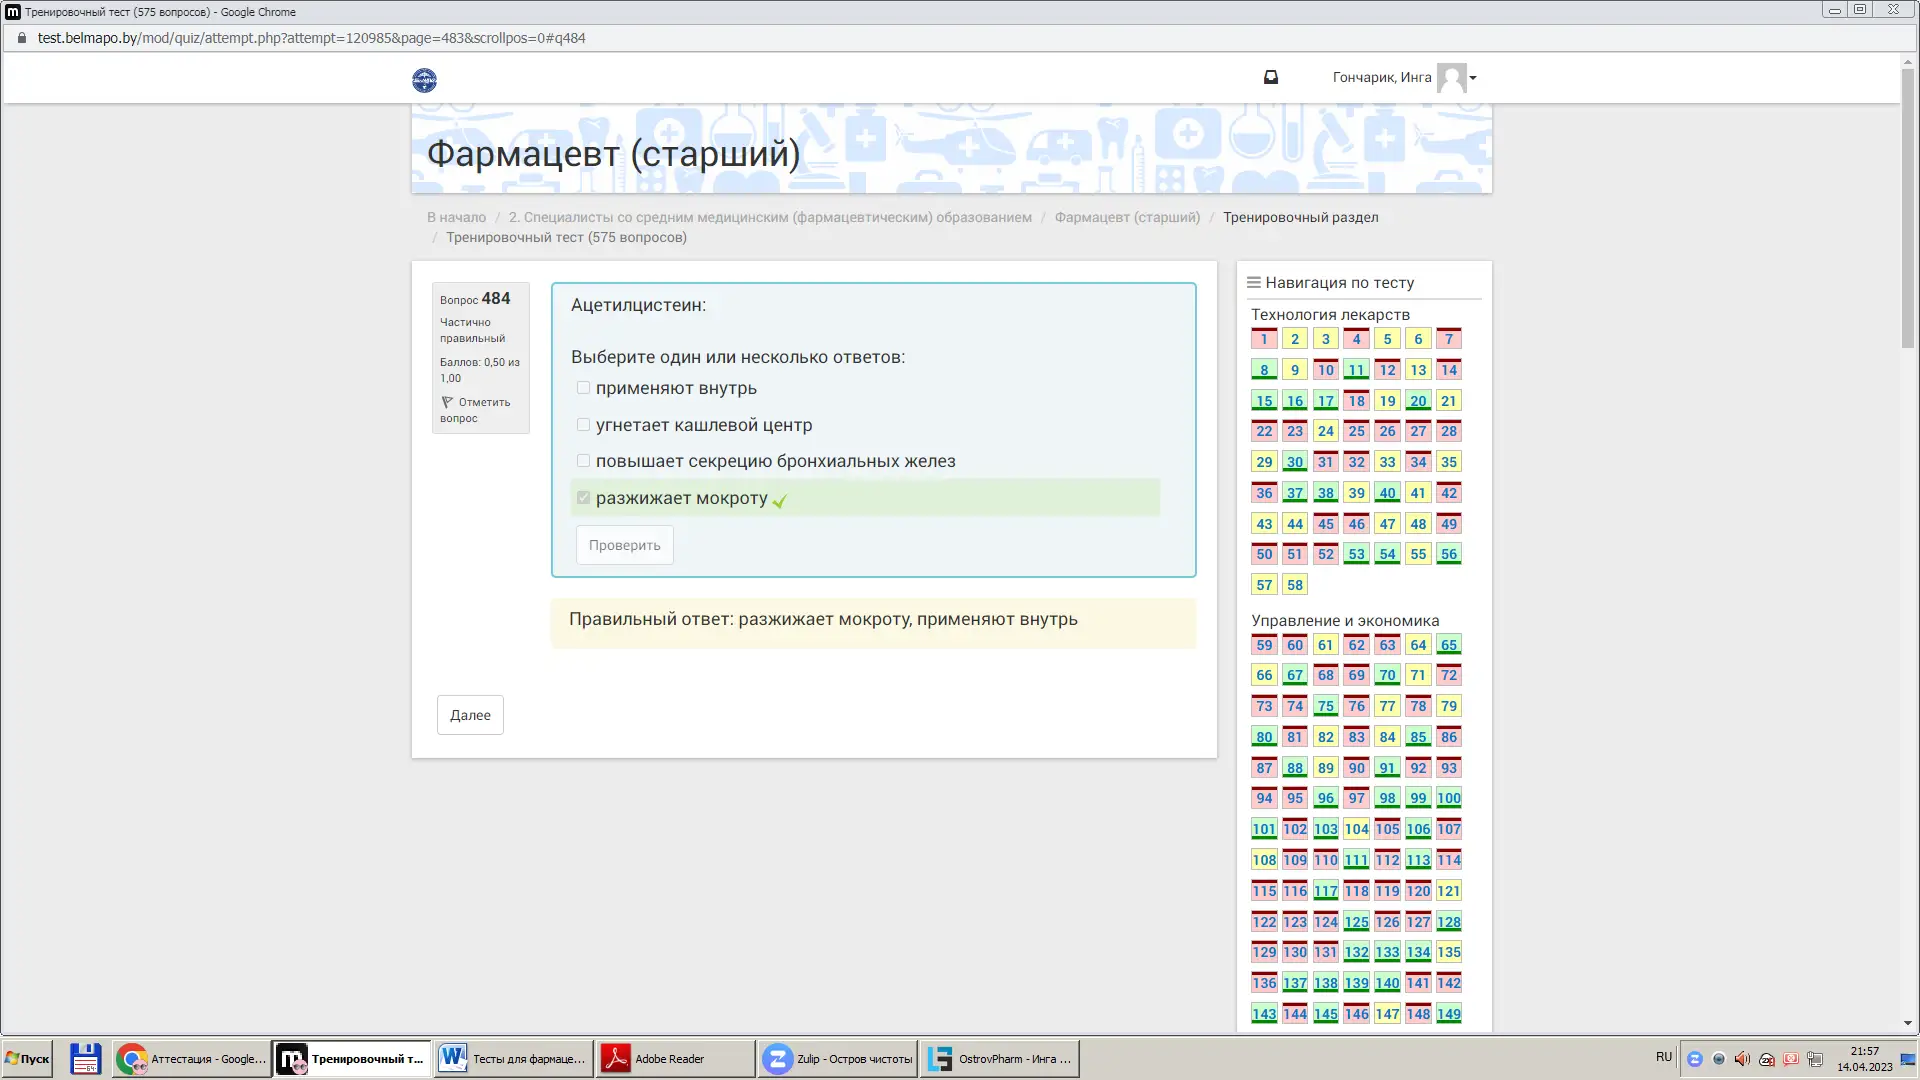 Тренировочный тест (575 вопросов) - Google Chrome
test.belmapo.by/mod/quiz/attempt.php?attempt=120985&page=483&scrollpos=0#q484
Гончарик, Инга
Фармацевт (старший)
В начало / 2. Специалисты со средним медицинским (фармацевтическим) образованием / Фармацевт (старший) / Тренировочный раздел
/ Тренировочный тест (575 вопросов)
Вопрос 484
Частично
правильный
Баллов: 0,50 из
1,00
Отметить
вопрос
Ацетилцистеин:
Выберите один или несколько ответов:
применяют внутрь
угнетает кашлевой центр
повышает секрецию бронхиальных желез
разжижает мокроту
Проверить
Правильный ответ: разжижает мокроту, применяют внутрь
Далее
Навигация по тесту
Технология лекарств
1 2 3 4 5 6 7
8 9 10 11 12 13 14
15 16 17 18 19 20 21
22 23 24 25 26 27 28
29 30 31 32 33 34 35
36 37 38 39 40 41 42
43 44 45 46 47 48 49
50 51 52 53 54 55 56
57 58
Управление и экономика
59 60 61 62 63 64 65
66 67 68 69 70 71 72
73 74 75 76 77 78 79
80 81 82 83 84 85 86
87 88 89 90 91 92 93
94 95 96 97 98 99 100
101 102 103 104 105 106 107
108 109 110 111 112 113 114
115 116 117 118 119 120 121
122 123 124 125 126 127 128
129 130 131 132 133 134 135
136 137 138 139 140 141 142
143 144 145 146 147 148 149
Пуск
Аттестация - Google...
Тренировочный т...
Тесты для фармаце...
Adobe Reader
Zulip - Остров чистоты
OstrovPharm - Инга ...
RU
21:57
14.04.2023